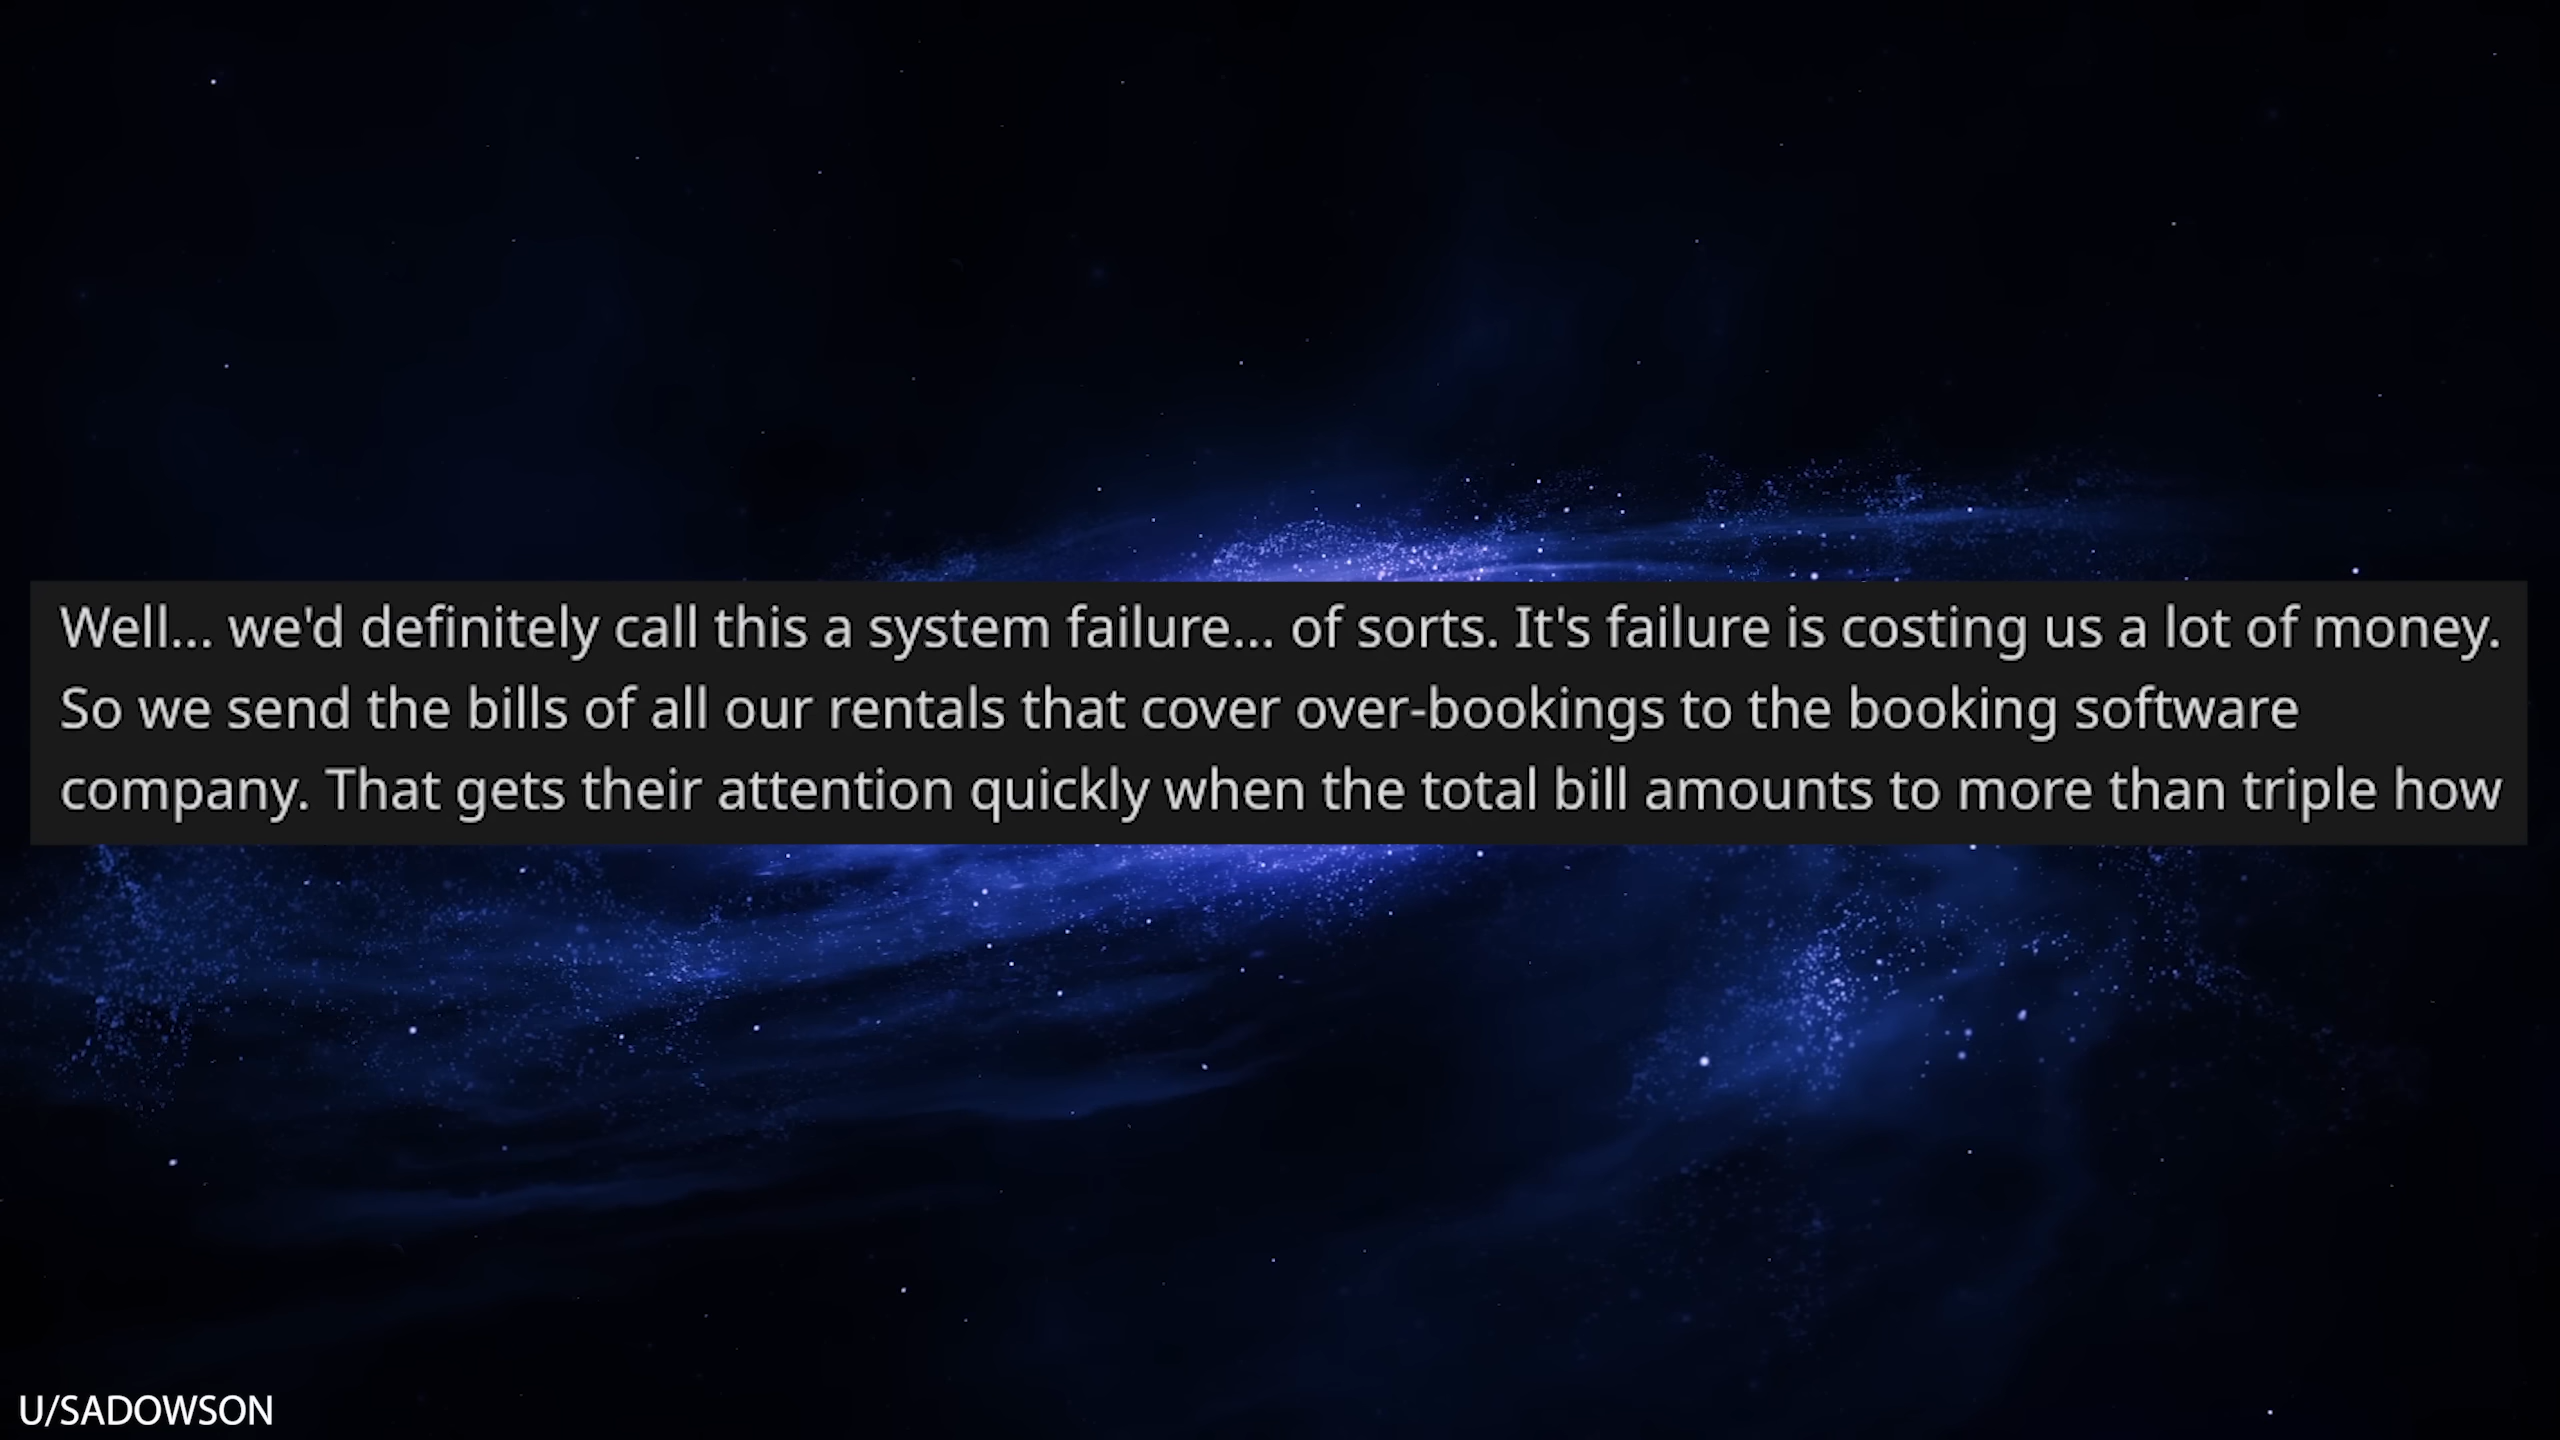 Well... we'd definitely call this a system failure... of sorts. It's failure is costing us a lot of money.
So we send the bills of all our rentals that cover over-bookings to the booking software
company. That gets their attention quickly when the total bill amounts to more than triple how
U/SADOWSON